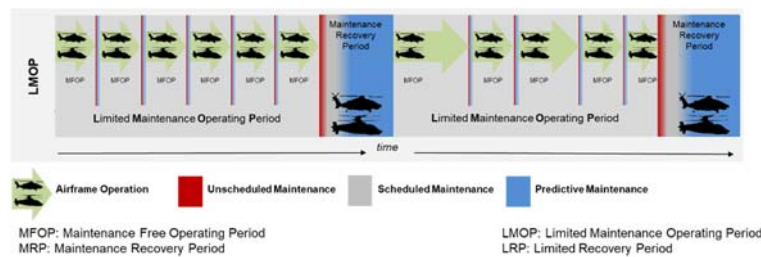 LMOP
Maintenance
Recovery
Period
Maintenance
Recovery
Period
MFOP MFOP MFOP MFOP MFOP MFOP MFOP MFOP MFOP MFOP MFOP
Limited Maintenance Operating Period
Limited Maintenance Operating Period
time
Airframe Operation
Unscheduled Maintenance
Scheduled Maintenance
Predictive Maintenance
MFOP: Maintenance Free Operating Period
MRP: Maintenance Recovery Period
LMOP: Limited Maintenance Operating Period
LRP: Limited Recovery Period